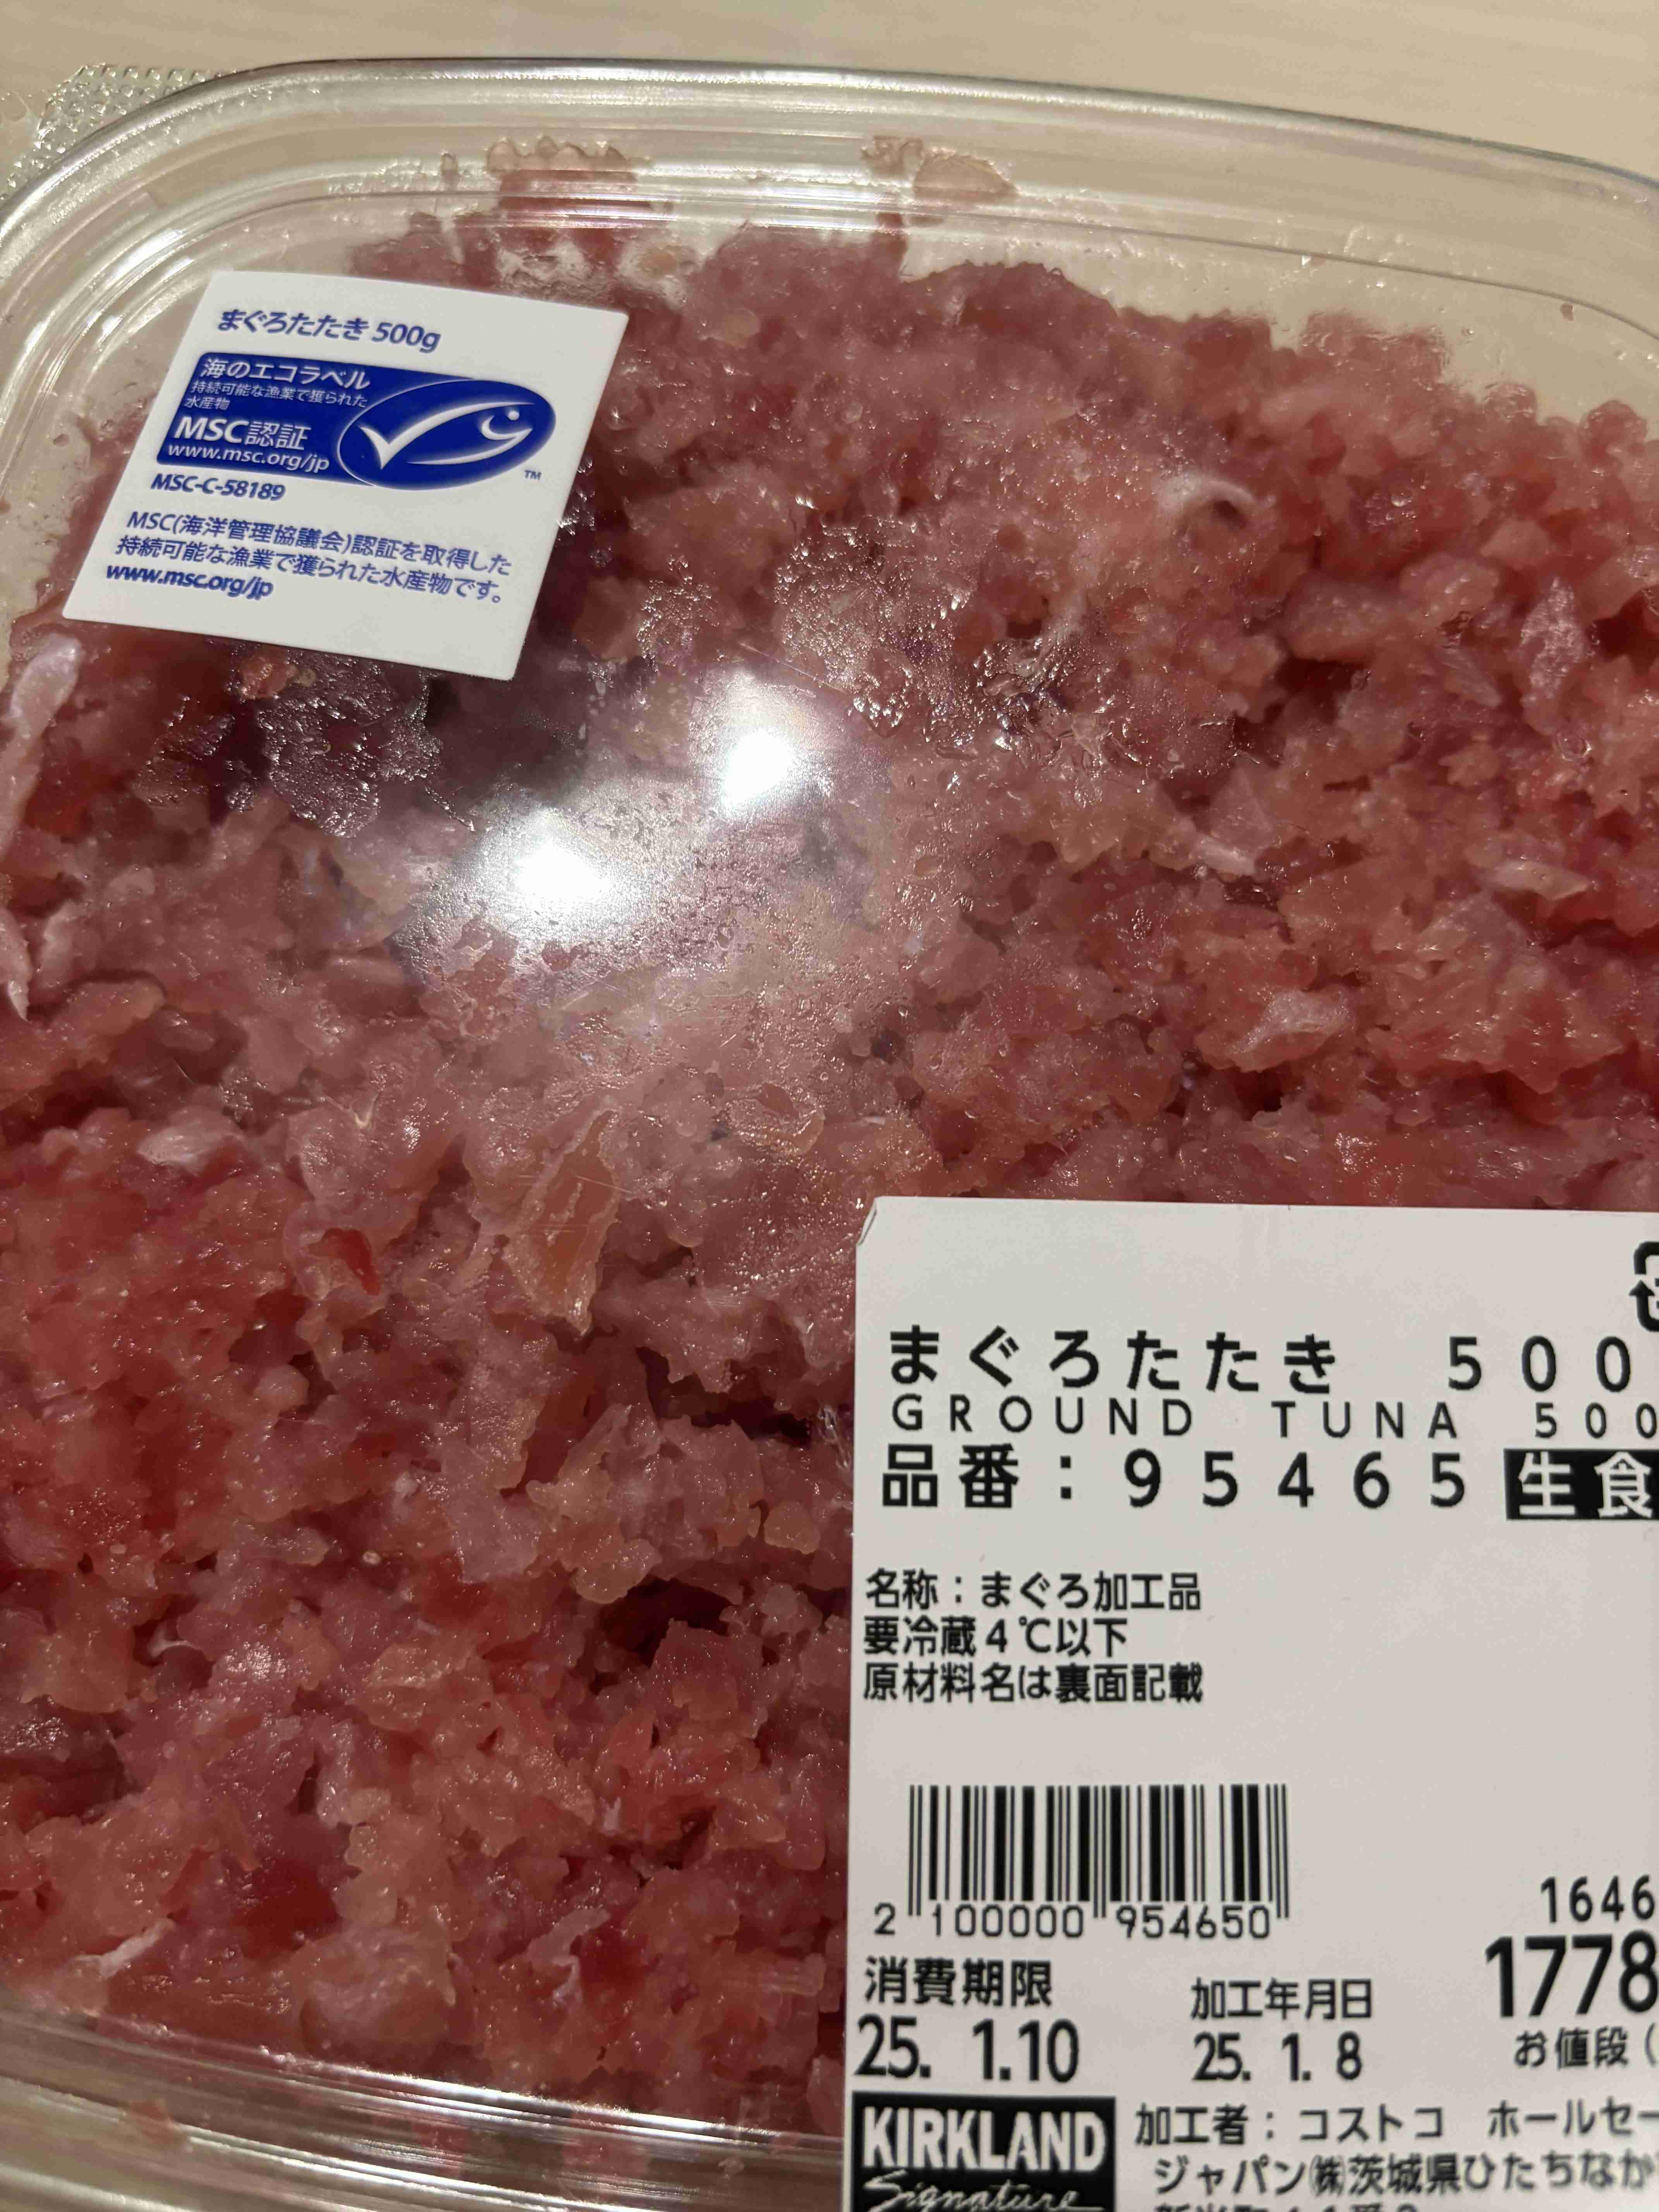 まぐろたたき 500g
海のエコラベル
持続可能な漁業で獲られた
水産物
MSC認証
www.msc.org/jp
TM
MSC-C-58189
MSC(海洋管理協議会)認証を取得した
持続可能な漁業で獲られた水産物です。
www.msc.org/jp
まぐろたたき 500
GROUND TUNA 500
品番：95465 生食
名称：まぐろ加工品
要冷蔵4℃以下
原材料名は裏面記載
2 100000 954650
1646
消費期限 加工年月日 1778
25. 1.10 25. 1. 8 お値段（
KIRKLAND
Signature
加工者：コストコ ホールセー
ジャパン㈱茨城県ひたちなか